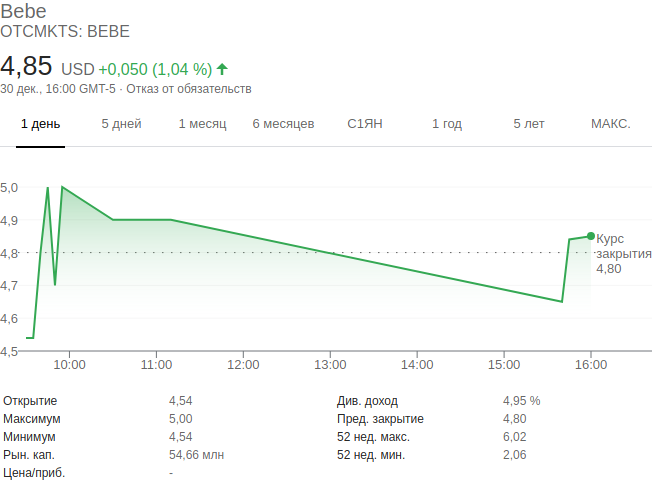 Bebe
OTCMKTS: BEBE
4,85 USD +0,050 (1,04 %)
30 дек., 16:00 GMT-5 · Отказ от обязательств
1 день 5 дней 1 месяц 6 месяцев С1ЯН 1 год 5 лет МАКС.
5,0
4,9
Курс
закрытия
4,80
4,8
4,7
4,6
4,5
10:00 11:00 12:00 13:00 14:00 15:00 16:00
Открытие 4,54 Див. доход 4,95 %
Максимум 5,00 Пред. закрытие 4,80
Минимум 4,54 52 нед. макс. 6,02
Рын. кап. 54,66 млн 52 нед. мин. 2,06
Цена/приб. -